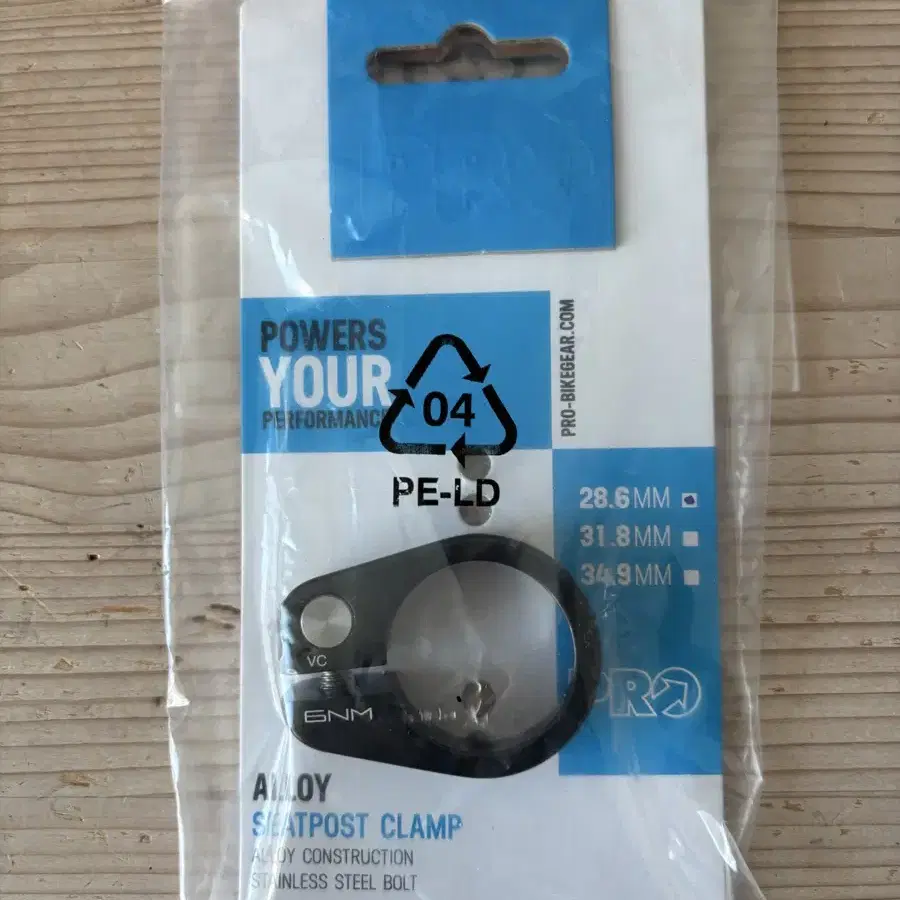 POWERS
YOUR
PERFORMANCE
04
PE-LD
PRO-BIKEGEAR.COM
28.6MM
31.8MM
34.9MM
VC
6NM
PRO
ALLOY
SEATPOST CLAMP
ALLOY CONSTRUCTION
STAINLESS STEEL BOLT